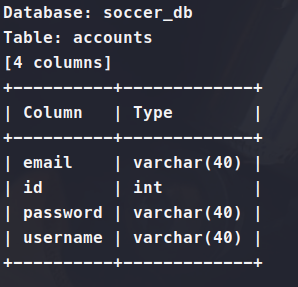 Database: soccer_db
Table: accounts
[4 columns]
+----------+-------------+
| Column   | Type        |
+----------+-------------+
| email    | varchar(40) |
| id       | int         |
| password | varchar(40) |
| username | varchar(40) |
+----------+-------------+